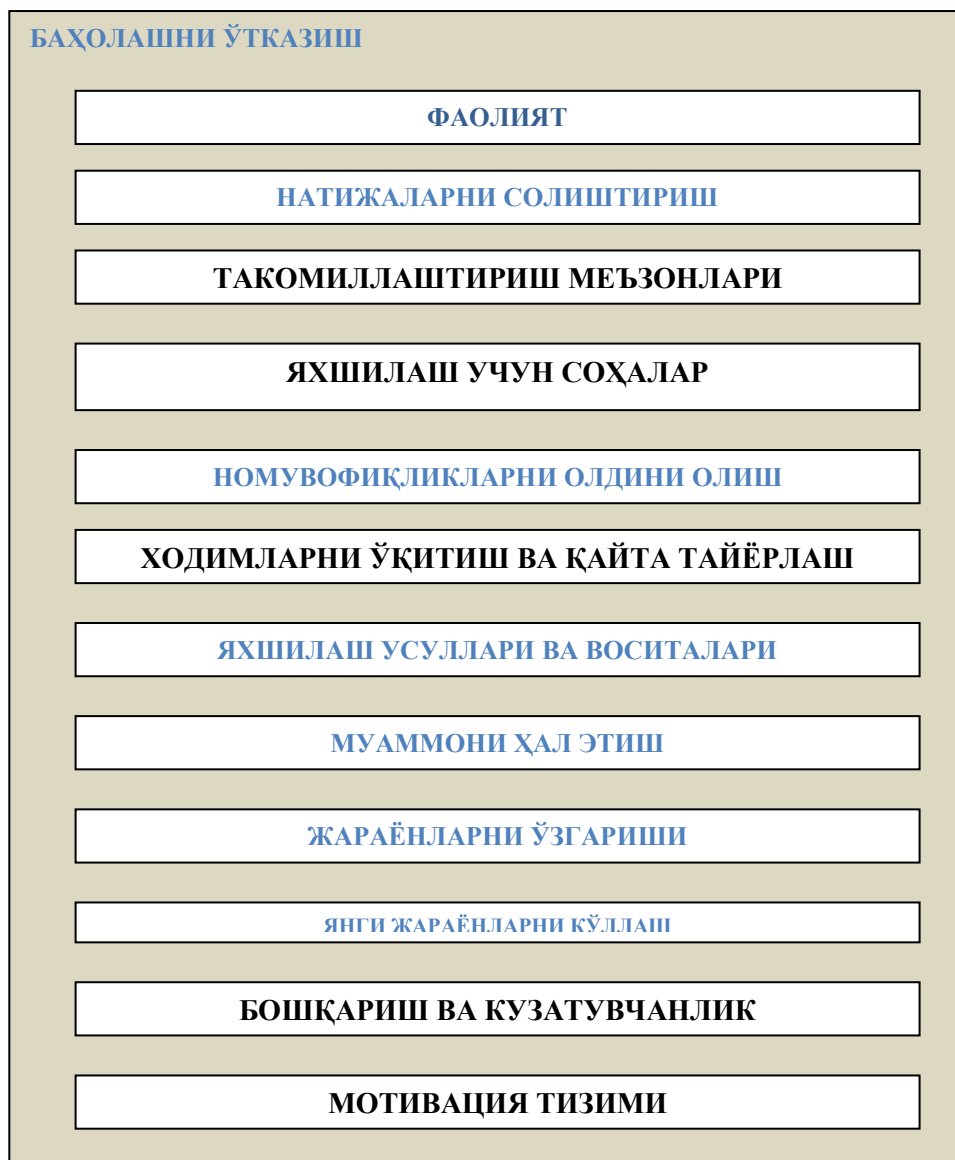 БАҲОЛАШНИ ЎТКАЗИШ
ФАОЛИЯТ
НАТИЖАЛАРНИ СОЛИШТИРИШ
ТАКОМИЛЛАШТИРИШ МЕЪЗОНЛАРИ
ЯХШИЛАШ УЧУН СОҲАЛАР
НОМУВОФИҚЛИКЛАРНИ ОЛДИНИ ОЛИШ
ХОДИМЛАРНИ ЎҚИТИШ ВА ҚАЙТА ТАЙЁРЛАШ
ЯХШИЛАШ УСУЛЛАРИ ВА ВОСИТАЛАРИ
МУАММОНИ ҲАЛ ЭТИШ
ЖАРАЁНЛАРНИ ЎЗГАРИШИ
ЯНГИ ЖАРАЁНЛАРНИ КЎЛЛАШ
БОШҚАРИШ ВА КУЗАТУВЧАНЛИК
МОТИВАЦИЯ ТИЗИМИ